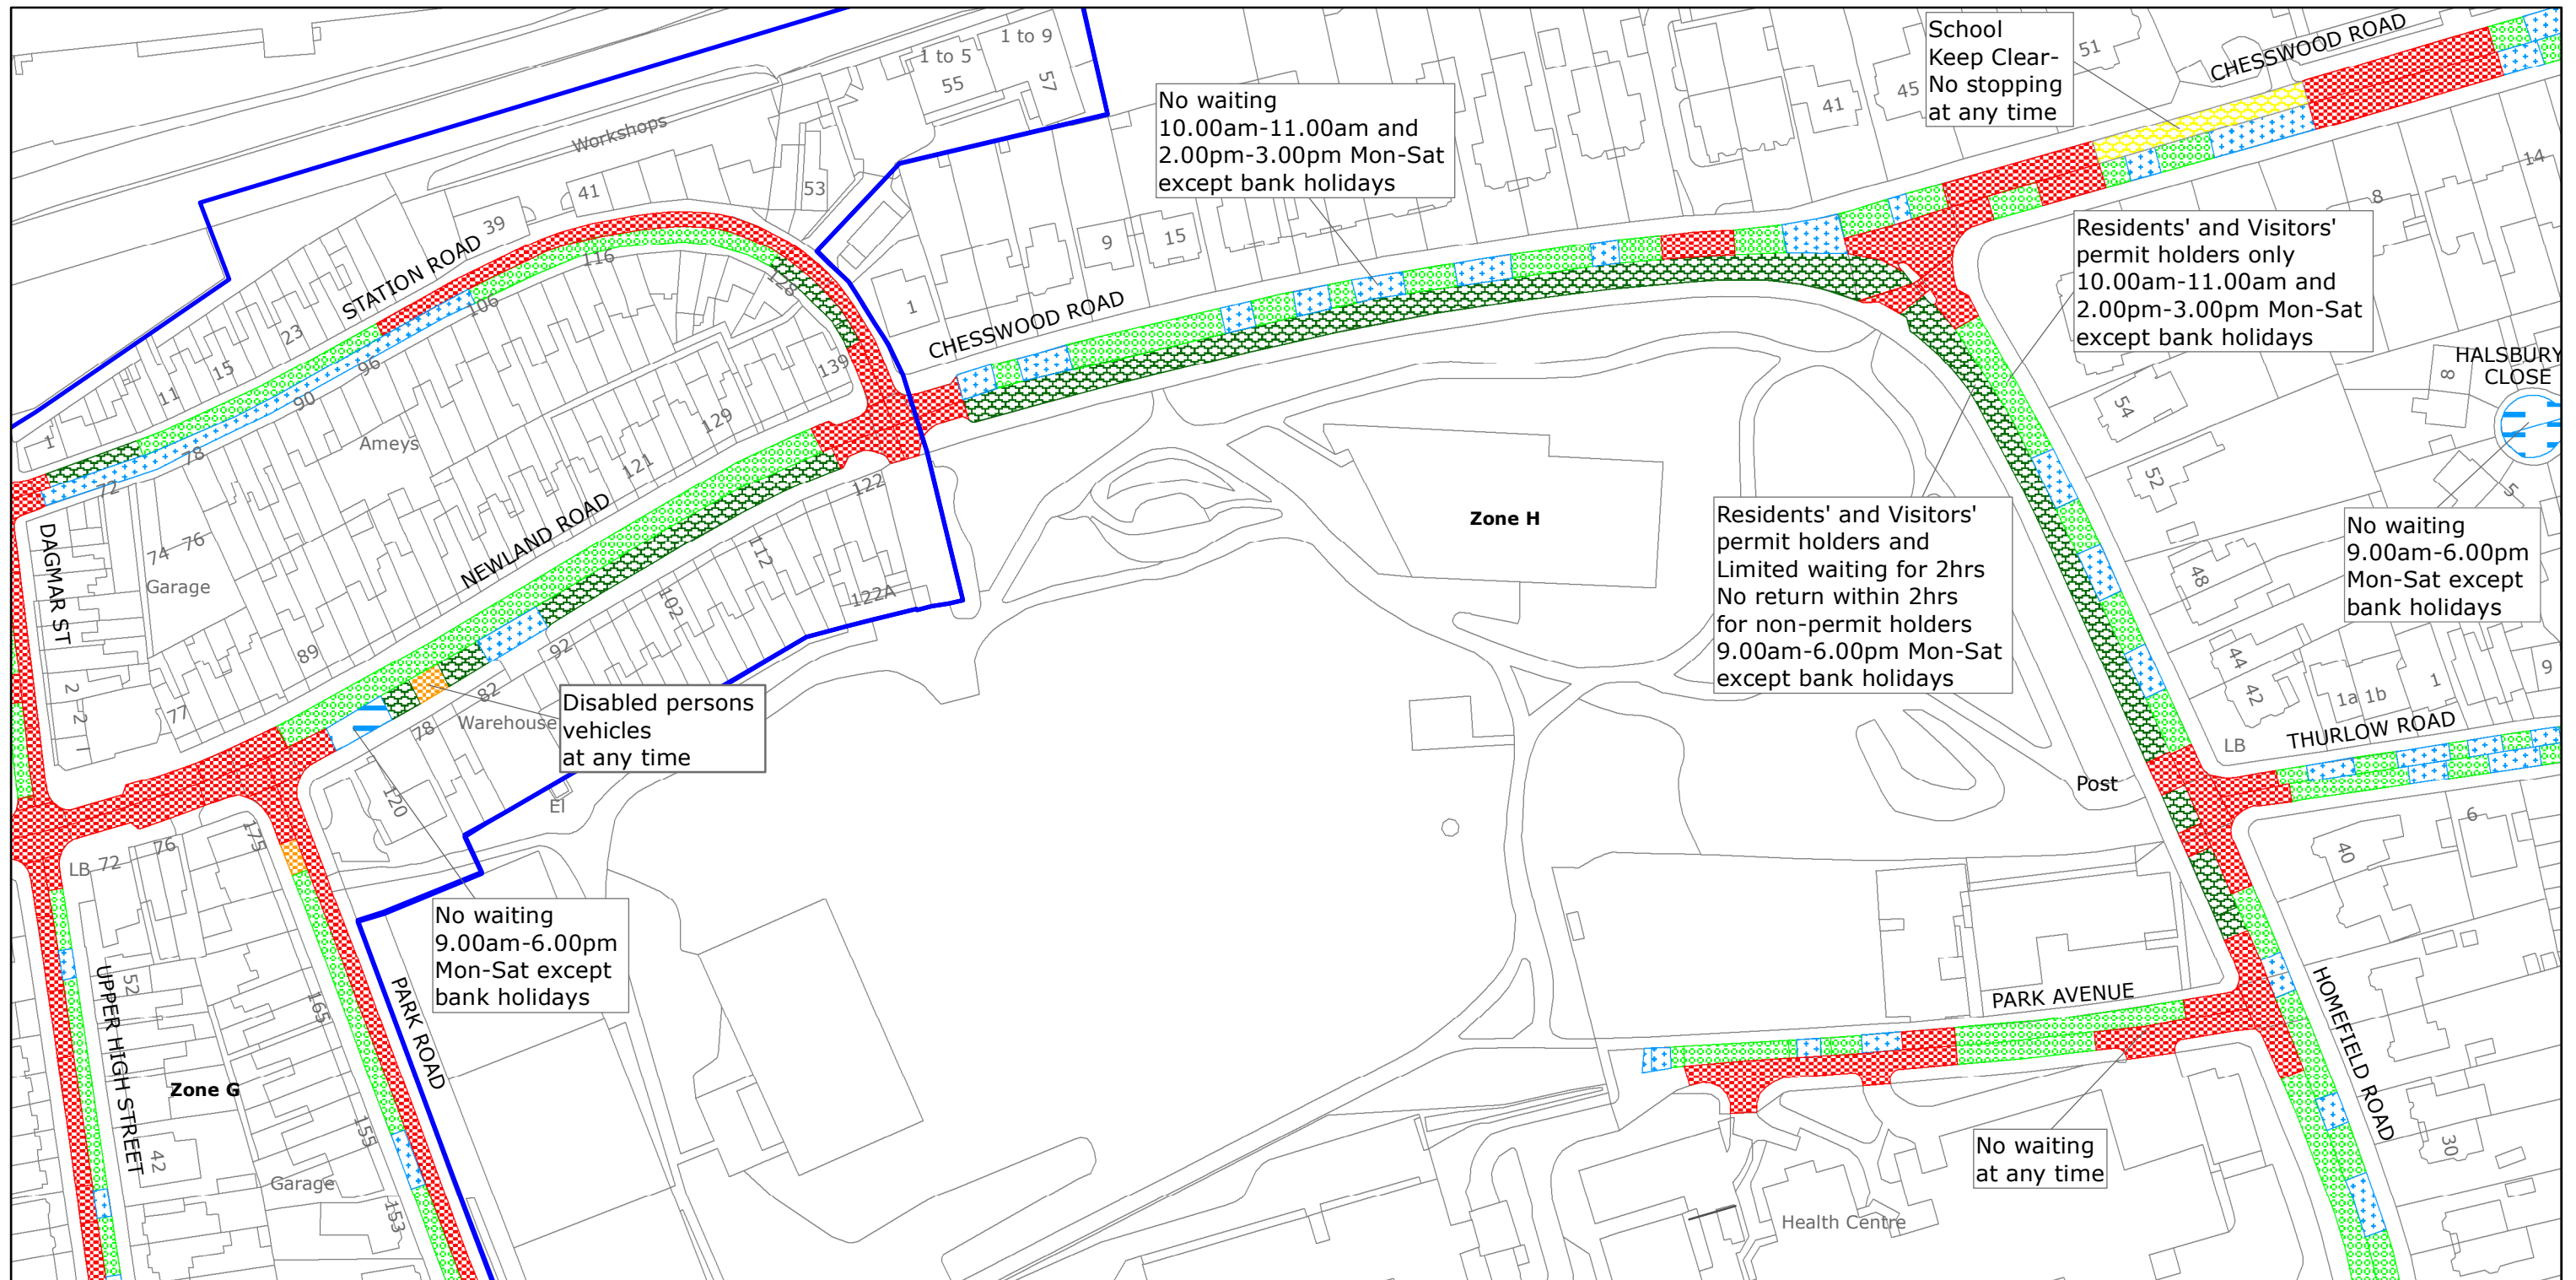 School
Keep Clear-
No stopping
at any time
CHESSWOOD ROAD
51
1 to 9
1 to 5
55
57
45
41
No waiting
10.00am-11.00am and
2.00pm-3.00pm Mon-Sat
except bank holidays
Workshops
14
8
53
41
39
Residents' and Visitors'
permit holders only
10.00am-11.00am and
2.00pm-3.00pm Mon-Sat
except bank holidays
STATION ROAD
116
128
106
9
15
1
CHESSWOOD ROAD
23
15
11
96
90
139
129
HALSBURY
CLOSE
8
54
1
Ameys
78
72
121
122
52
5
Zone H
DAGMAR ST
NEWLAND ROAD
74
76
Garage
112
102
122A
92
Residents' and Visitors'
permit holders and
Limited waiting for 2hrs
No return within 2hrs
for non-permit holders
9.00am-6.00pm Mon-Sat
except bank holidays
No waiting
9.00am-6.00pm
Mon-Sat except
bank holidays
48
44
42
1a
1b
1
9
89
77
82
78
Warehouse
Disabled persons
vehicles
at any time
THURLOW ROAD
LB
Post
El
120
6
40
LB
72
76
175
No waiting
9.00am-6.00pm
Mon-Sat except
bank holidays
52
165
UPPER HIGH STREET
Zone G
PARK ROAD
PARK AVENUE
HOMEFIELD ROAD
155
42
Garage
153
No waiting
at any time
30
Health Centre